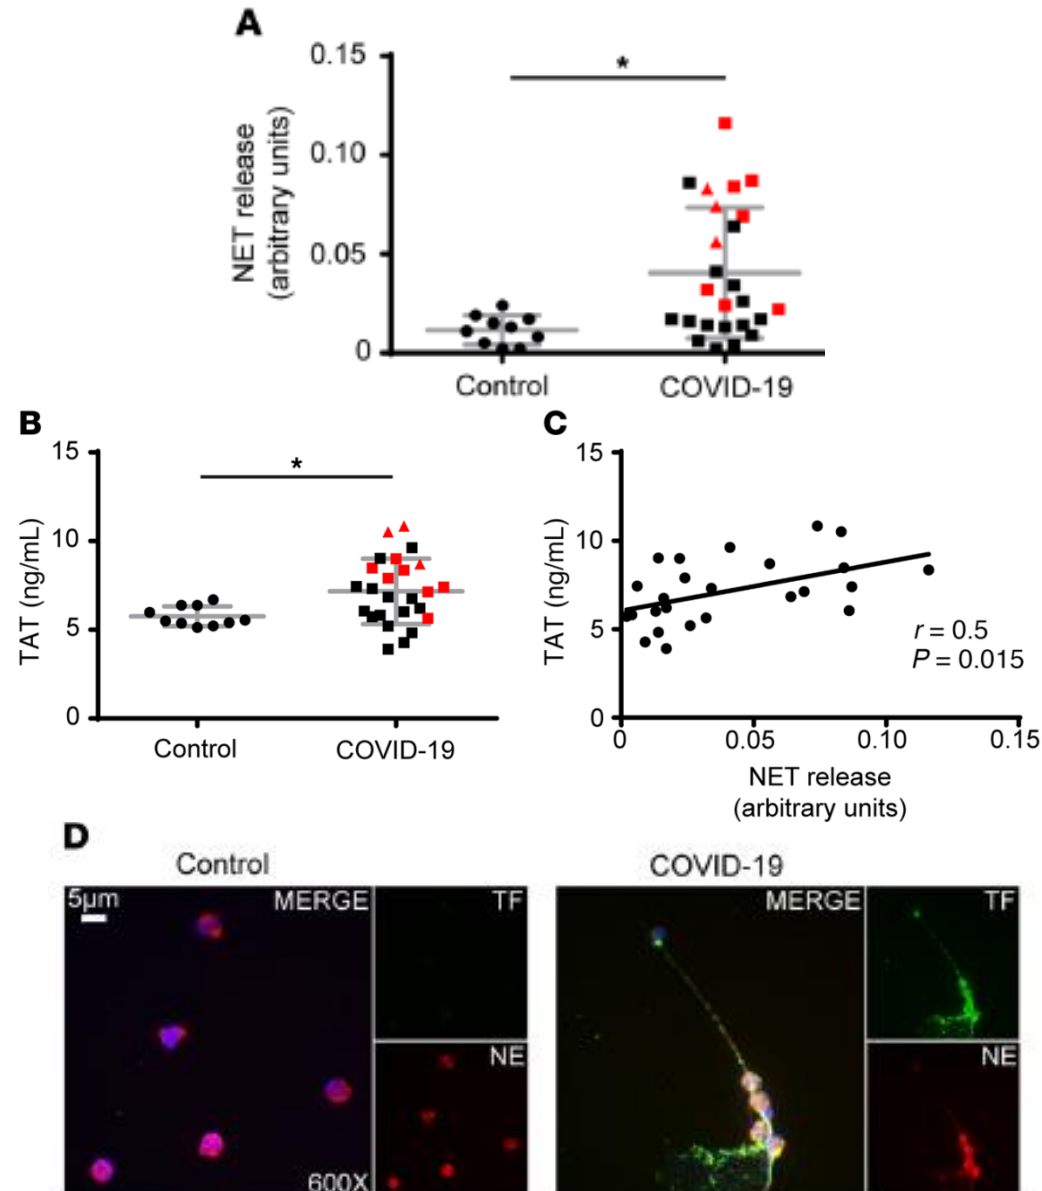 A
NET release
(arbitrary units)
0.15
0.10
0.05
0
*
Control
COVID-19
B
TAT (ng/mL)
15
10
5
0
*
Control
COVID-19
C
TAT (ng/mL)
15
10
5
0
r = 0.5
P = 0.015
0
0.05
0.10
0.15
NET release
(arbitrary units)
D
Control
5μm
MERGE
TF
NE
600X
COVID-19
MERGE
TF
NE